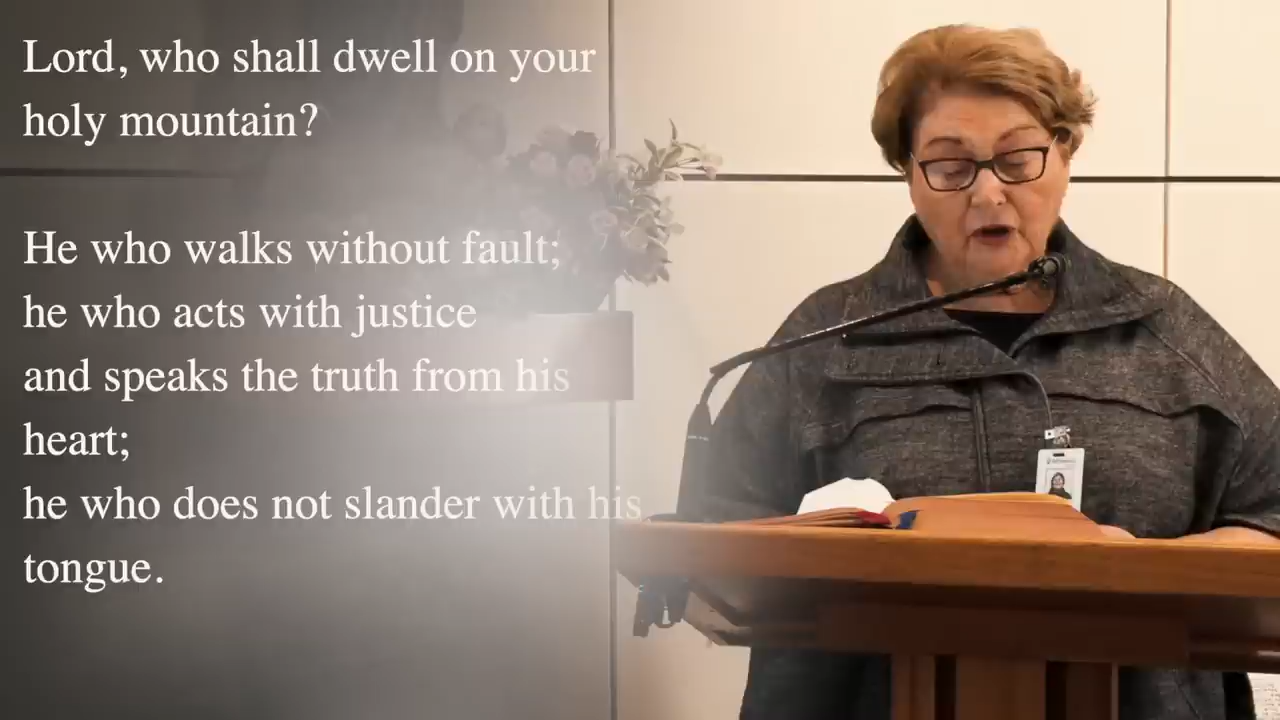 Lord, who shall dwell on your
holy mountain?
He who walks without fault;
he who acts with justice
and speaks the truth from his
heart;
he who does not slander with his
tongue.